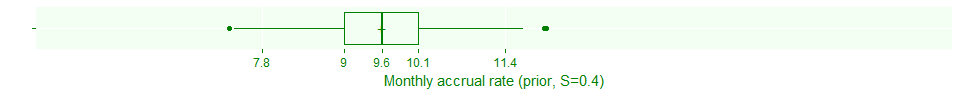 7.8 9 9.6 10.1 11.4
Monthly accrual rate (prior, S=0.4)